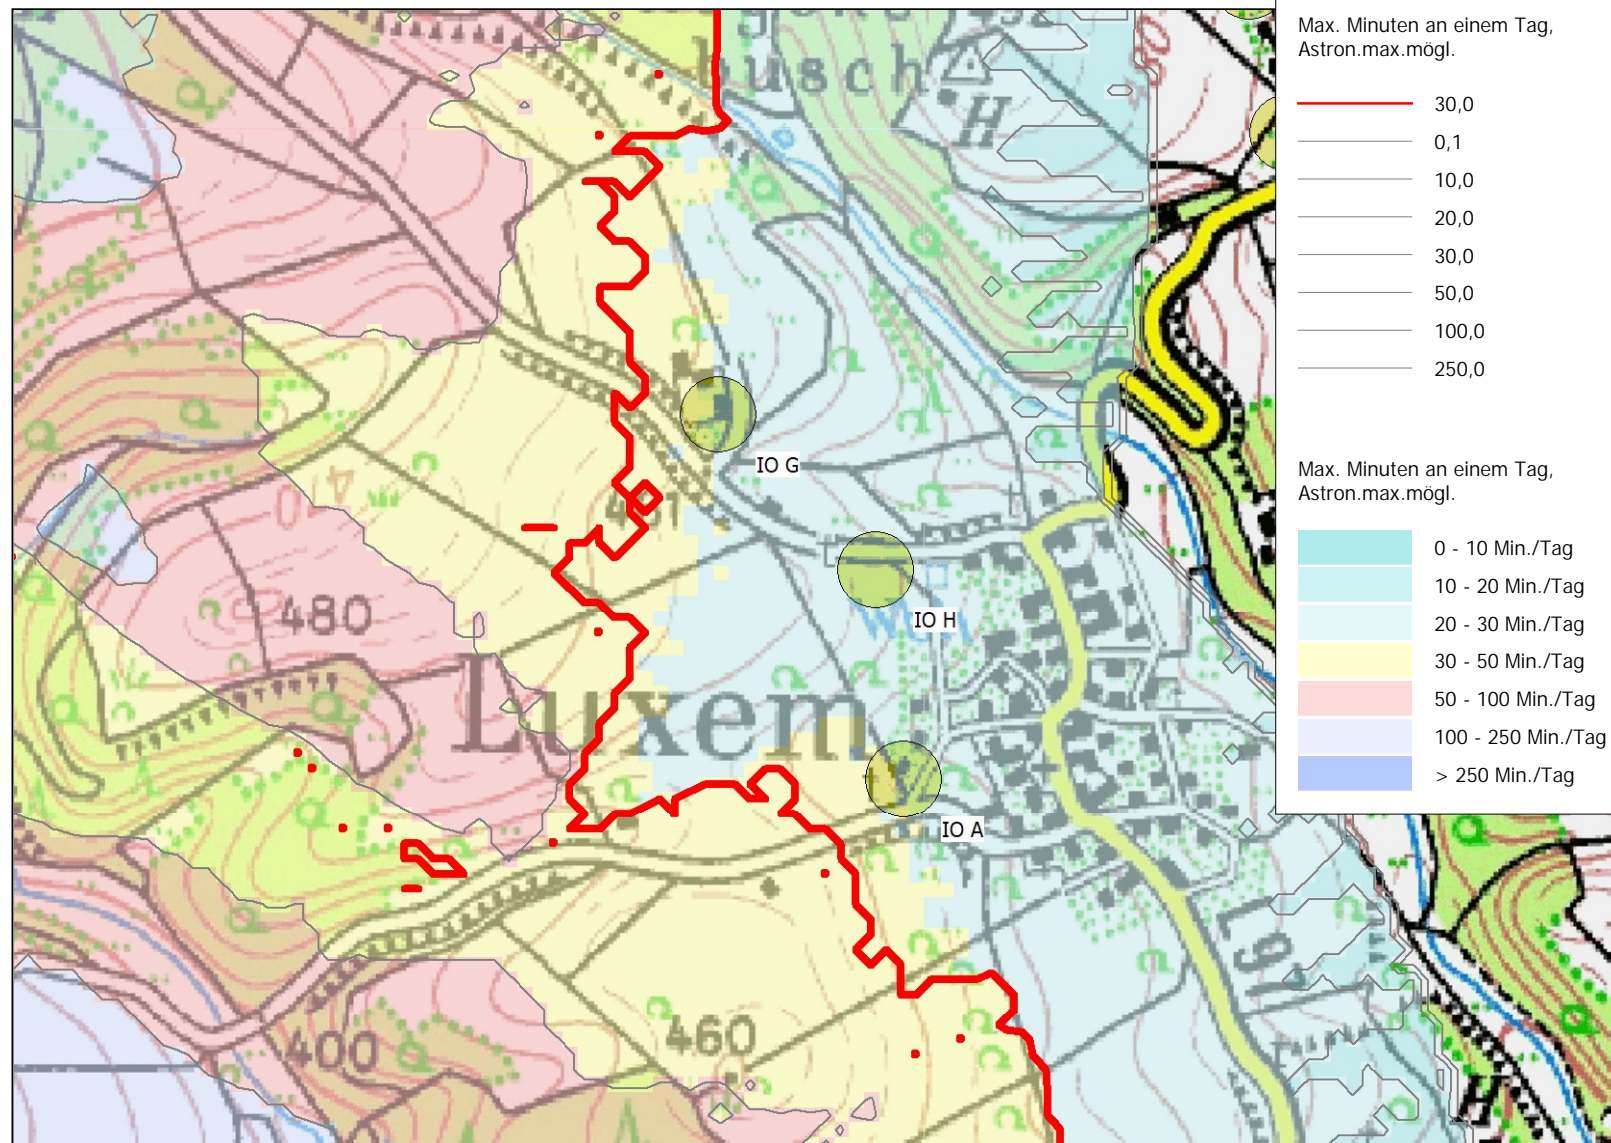 busch
H
IO G
480
IO H
Luxem
IO A
400
460
H
Max. Minuten an einem Tag,
Astron.max.mögl.
30,0
0,1
10,0
20,0
30,0
50,0
100,0
250,0
Max. Minuten an einem Tag,
Astron.max.mögl.
0 - 10 Min./Tag
10 - 20 Min./Tag
20 - 30 Min./Tag
30 - 50 Min./Tag
50 - 100 Min./Tag
100 - 250 Min./Tag
> 250 Min./Tag